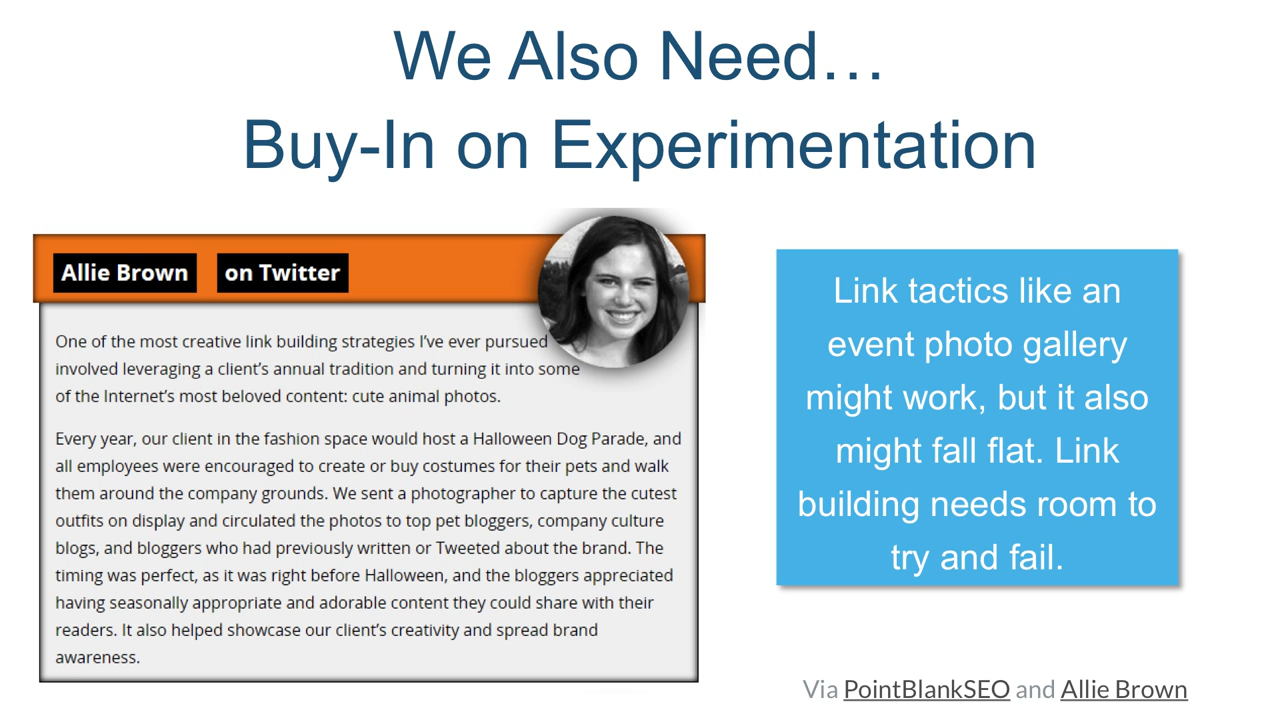 We Also Need…
Buy-In on Experimentation
Allie Brown on Twitter
One of the most creative link building strategies I've ever pursued
involved leveraging a client's annual tradition and turning it into some
of the Internet's most beloved content: cute animal photos.
Every year, our client in the fashion space would host a Halloween Dog Parade, and
all employees were encouraged to create or buy costumes for their pets and walk
them around the company grounds. We sent a photographer to capture the cutest
outfits on display and circulated the photos to top pet bloggers, company culture
blogs, and bloggers who had previously written or Tweeted about the brand. The
timing was perfect, as it was right before Halloween, and the bloggers appreciated
having seasonally appropriate and adorable content they could share with their
readers. It also helped showcase our client's creativity and spread brand
awareness.
Link tactics like an
event photo gallery
might work, but it also
might fall flat. Link
building needs room to
try and fail.
Via PointBlankSEO and Allie Brown